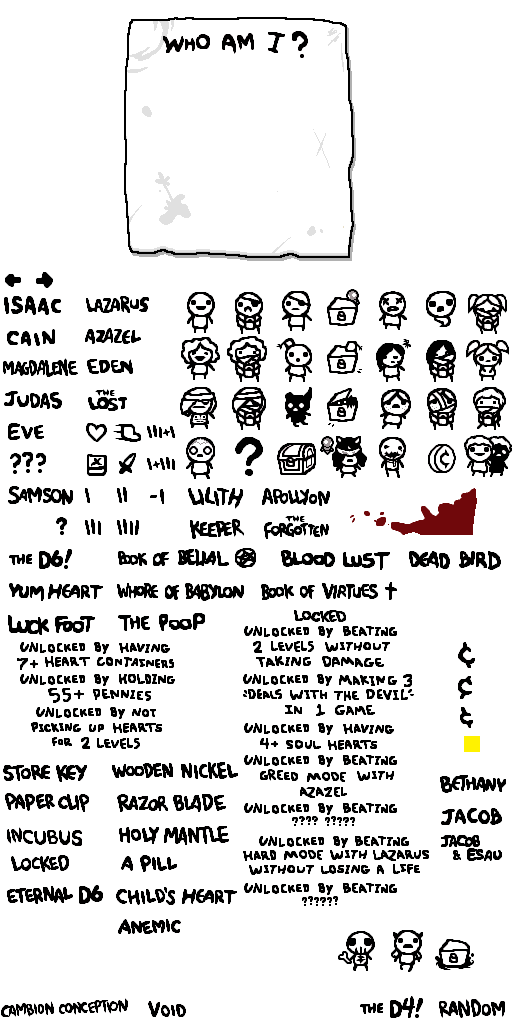 WHO AM I?
ISAAC LAZARUS
CAIN AZAZEL
MAGDALENE EDEN
JUDAS THE LOST
EVE
???
SAMSON I II -I LILITH APOLLYON
? III IIII KEEPER THE FORGOTTEN
THE D6! BOOK OF BELIAL BLOOD LUST DEAD BIRD
YUM HEART WHORE OF BABYLON BOOK OF VIRTUES
LUCK FOOT THE POOP
UNLOCKED BY HAVING
7+ HEART CONTAINERS
UNLOCKED BY HOLDING
55+ PENNIES
UNLOCKED BY NOT
PICKING UP HEARTS
FOR 2 LEVELS
LOCKED
UNLOCKED BY BEATING
2 LEVELS WITHOUT
TAKING DAMAGE
UNLOCKED BY MAKING 3
"DEALS WITH THE DEVIL"
IN 1 GAME
UNLOCKED BY HAVING
4+ SOUL HEARTS
UNLOCKED BY BEATING
GREED MODE WITH
AZAZEL
UNLOCKED BY BEATING
???? ?????
UNLOCKED BY BEATING
HARD MODE WITH LAZARUS
WITHOUT LOSING A LIFE
UNLOCKED BY BEATING
??????
¢
¢
¢
STORE KEY WOODEN NICKEL
PAPER CLIP RAZOR BLADE
INCUBUS HOLY MANTLE
LOCKED A PILL
ETERNAL D6 CHILD'S HEART
ANEMIC
BETHANY
JACOB
JACOB
& ESAU
CAMBION CONCEPTION VOID THE D4! RANDOM